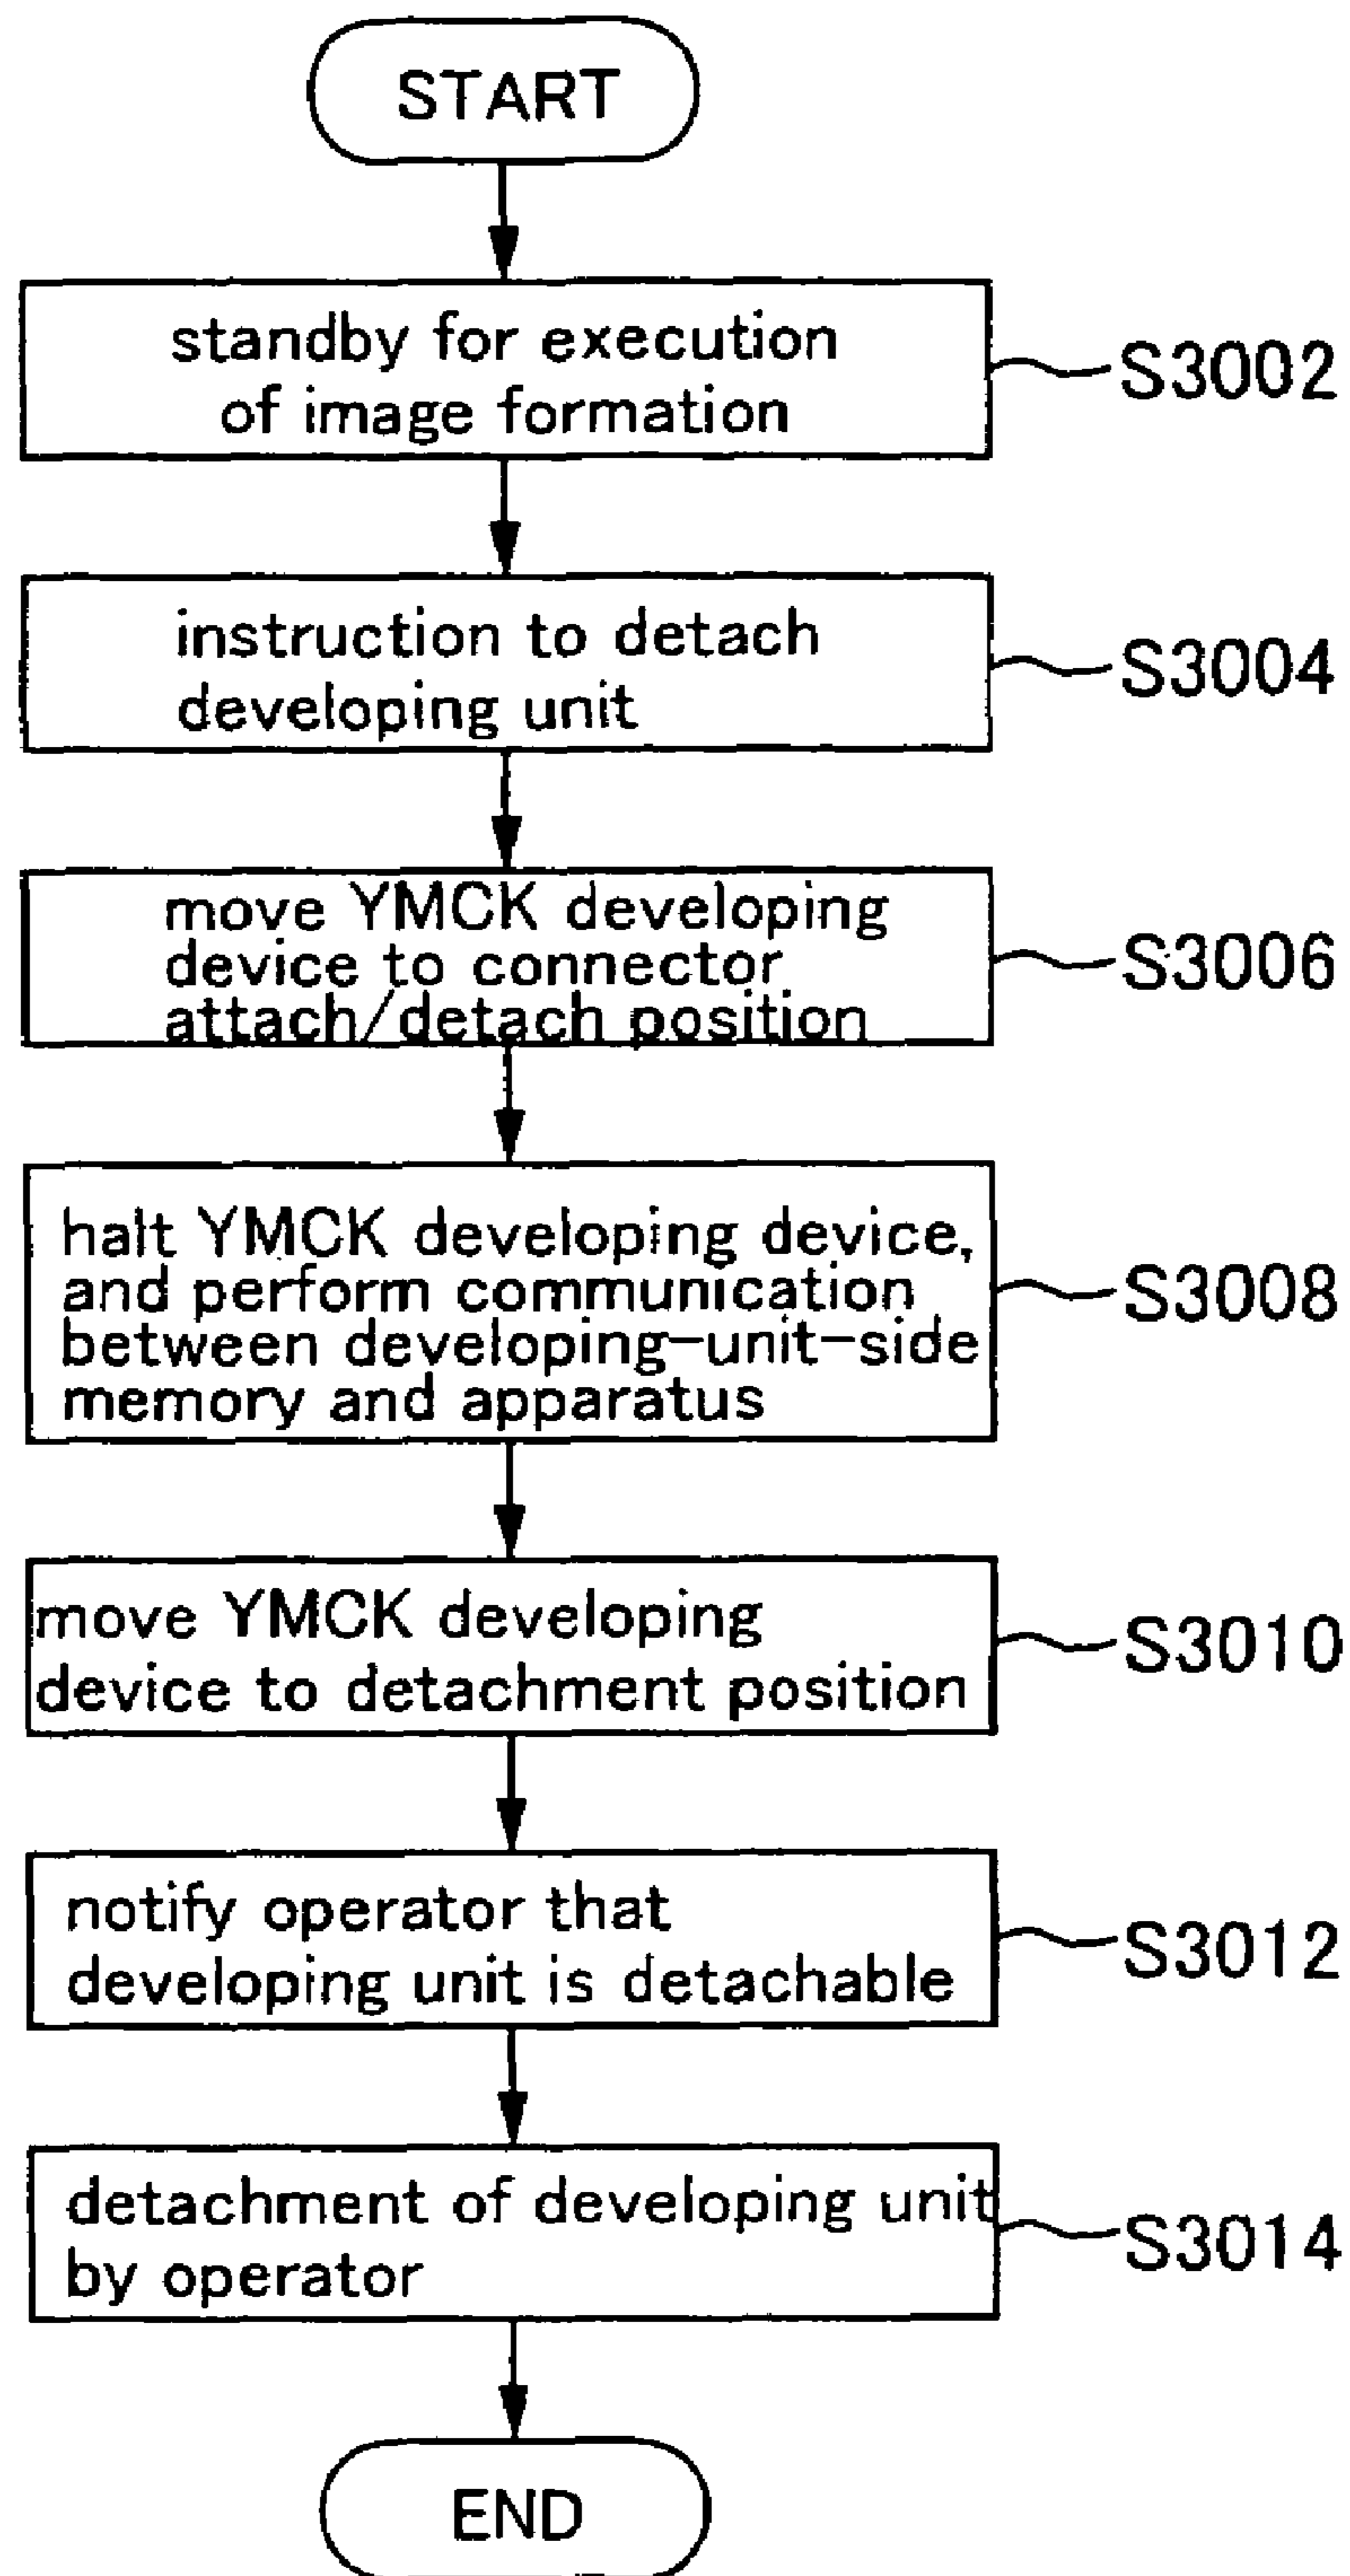 START
standby for execution
of image formation
S3002
instruction to detach
developing unit
S3004
move YMCK developing
device to connector
attach/detach position
S3006
halt YMCK developing device,
and perform communication
between developing-unit-side
memory and apparatus
S3008
move YMCK developing
device to detachment position
S3010
notify operator that
developing unit is detachable
S3012
detachment of developing unit
by operator
S3014
END